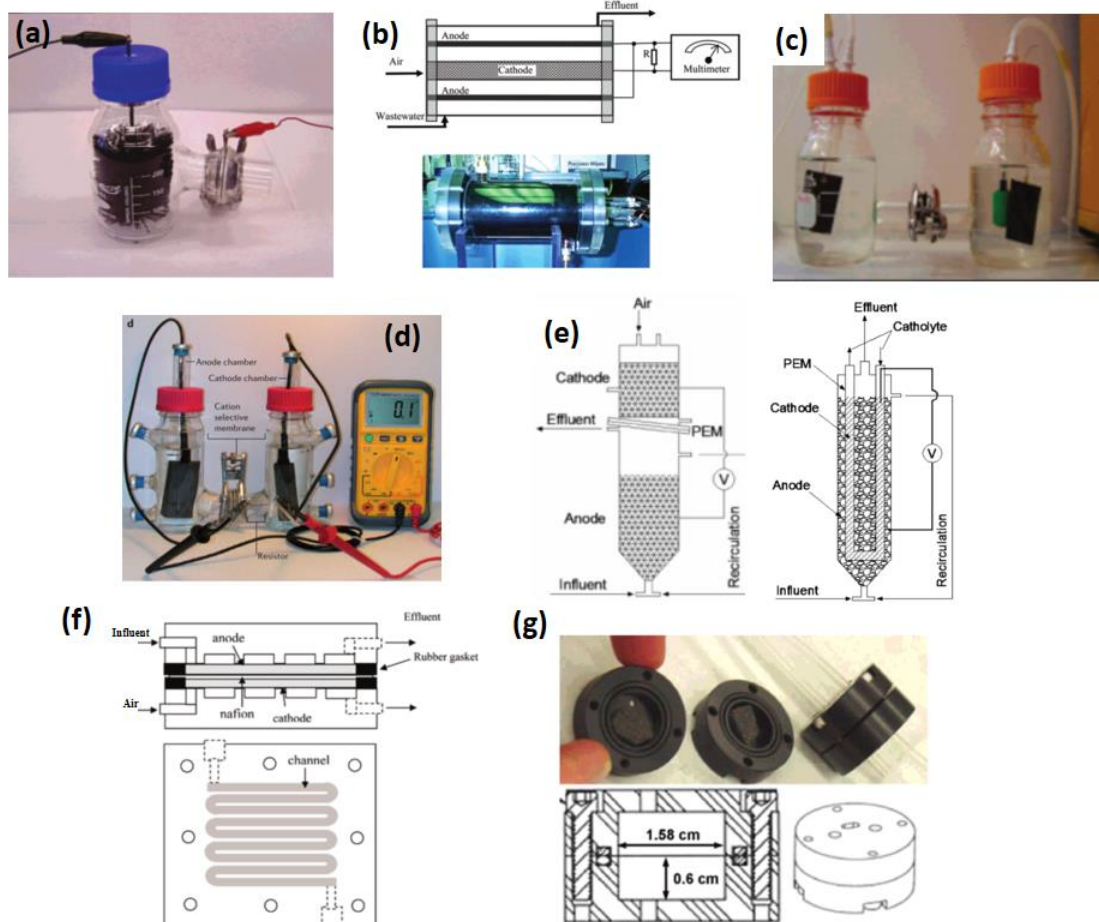 (a)
(b)
Effluent
Anode
Air
Cathode
R
Multimeter
Anode
Wastewater
(c)
d
(d)
Anode chamber
Cathode chamber
Cation
selective
membrane
0.1
Resistor
(e)
Air
Cathode
Effluent
PEM
V
Anode
Recirculation
Influent
Effluent
Catholyte
PEM
Cathode
V
Anode
Recirculation
Influent
(f)
Influent
anode
Effluent
Rubber gasket
Air
nafion
cathode
channel
(g)
1.58 cm
0.6 cm